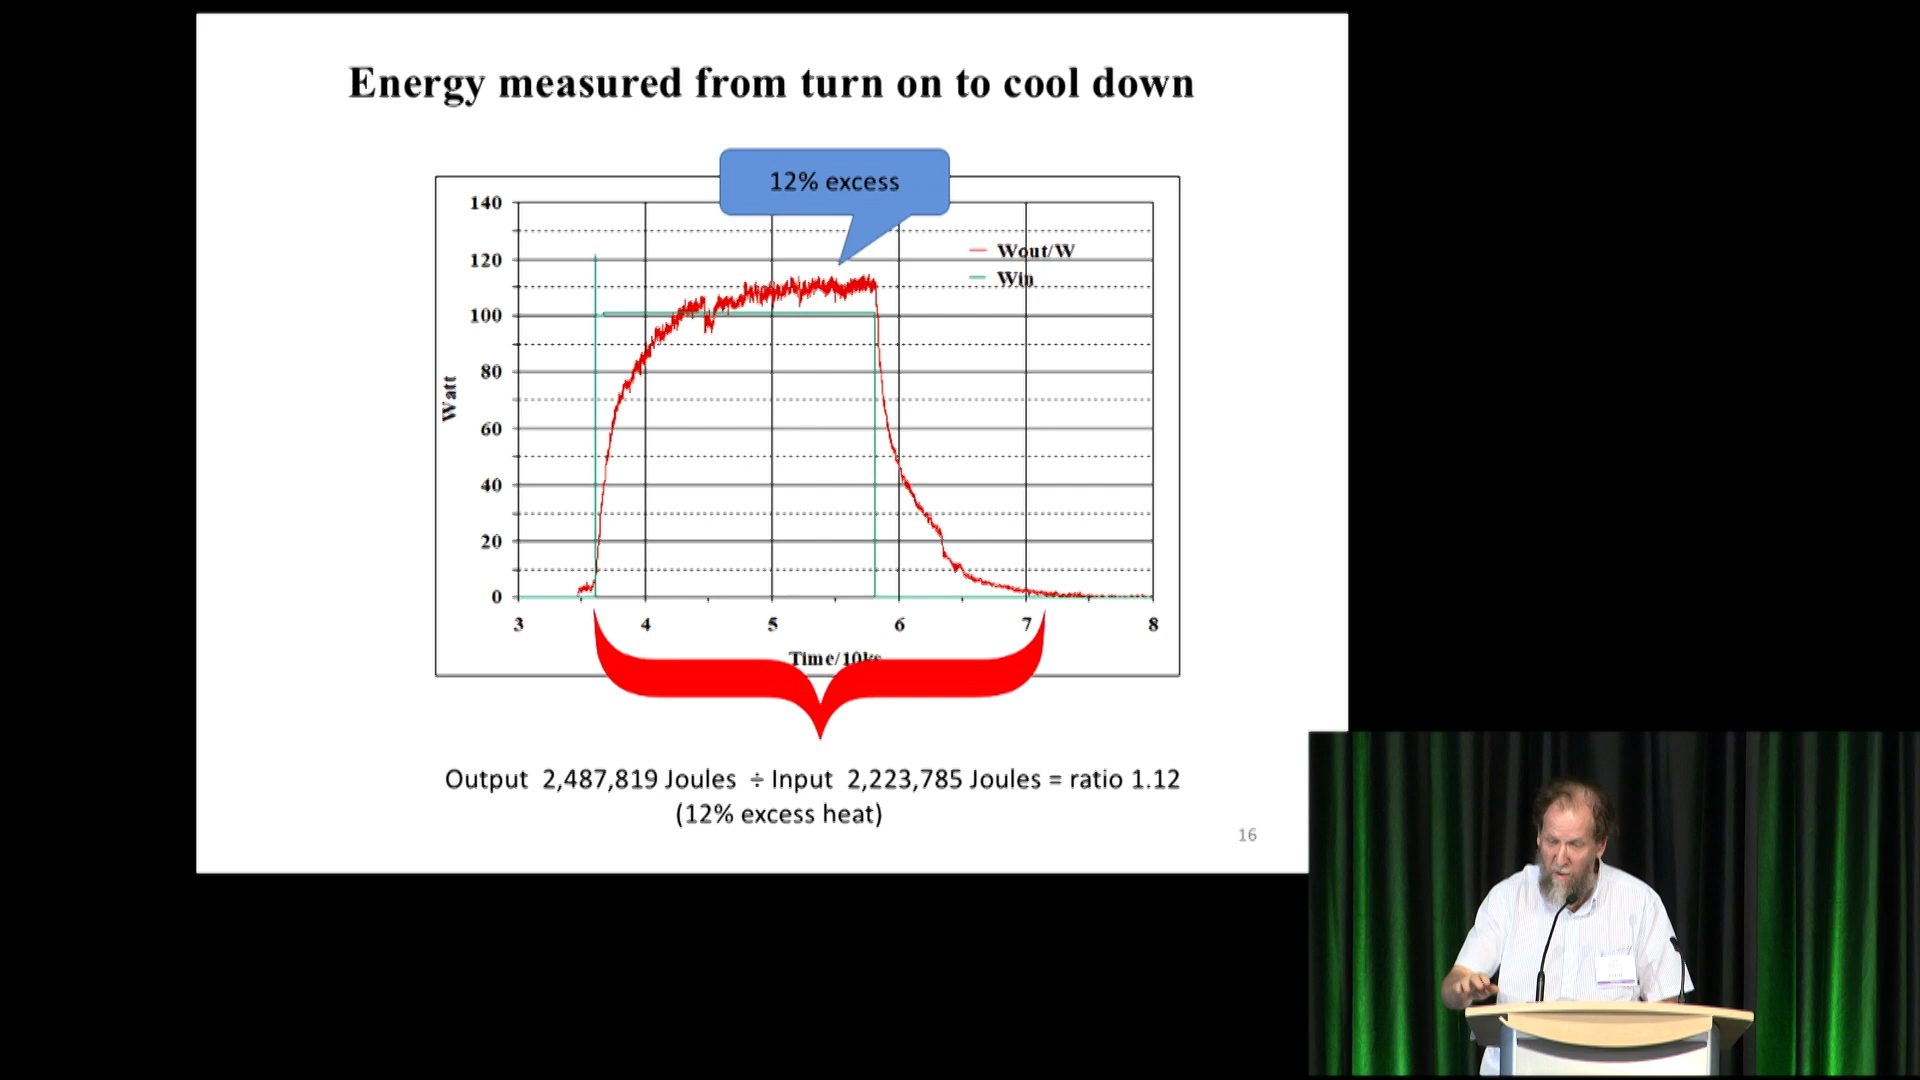 Energy measured from turn on to cool down
12% excess
140
120
100
80
60
40
20
0
Watt
Wout/W
Win
3 4 5 6 7 8
Time/10ks
Output 2,487,819 Joules ÷ Input 2,223,785 Joules = ratio 1.12
(12% excess heat)
16